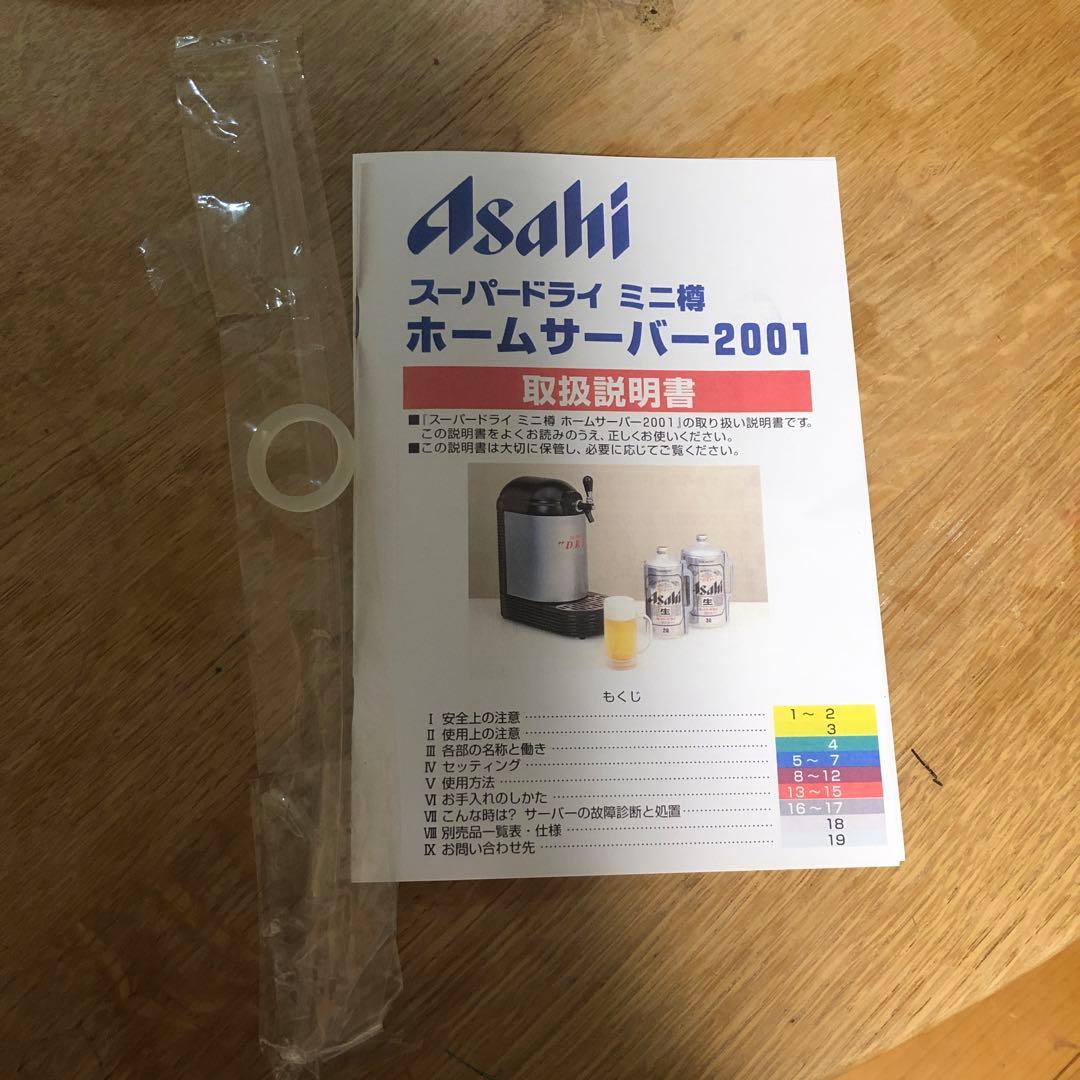 Asahi
スーパードライ ミニ樽
ホームサーバー2001
取扱説明書
■『スーパードライ ミニ樽 ホームサーバー2001』の取り扱い説明書です。
この説明書をよくお読みのうえ、正しくお使いください。
■この説明書は大切に保管し、必要に応じてご覧ください。
Asahi
生
Asahi
生
もくじ
Ⅰ 安全上の注意 1～2
Ⅱ 使用上の注意 3
Ⅲ 各部の名称と働き 4
Ⅳ セッティング 5～7
Ⅴ 使用方法 8～12
Ⅵ お手入れのしかた 13～15
Ⅶ こんな時は? サーバーの故障診断と処置 16～17
Ⅷ 別売品一覧表・仕様 18
Ⅸ お問い合わせ先 19